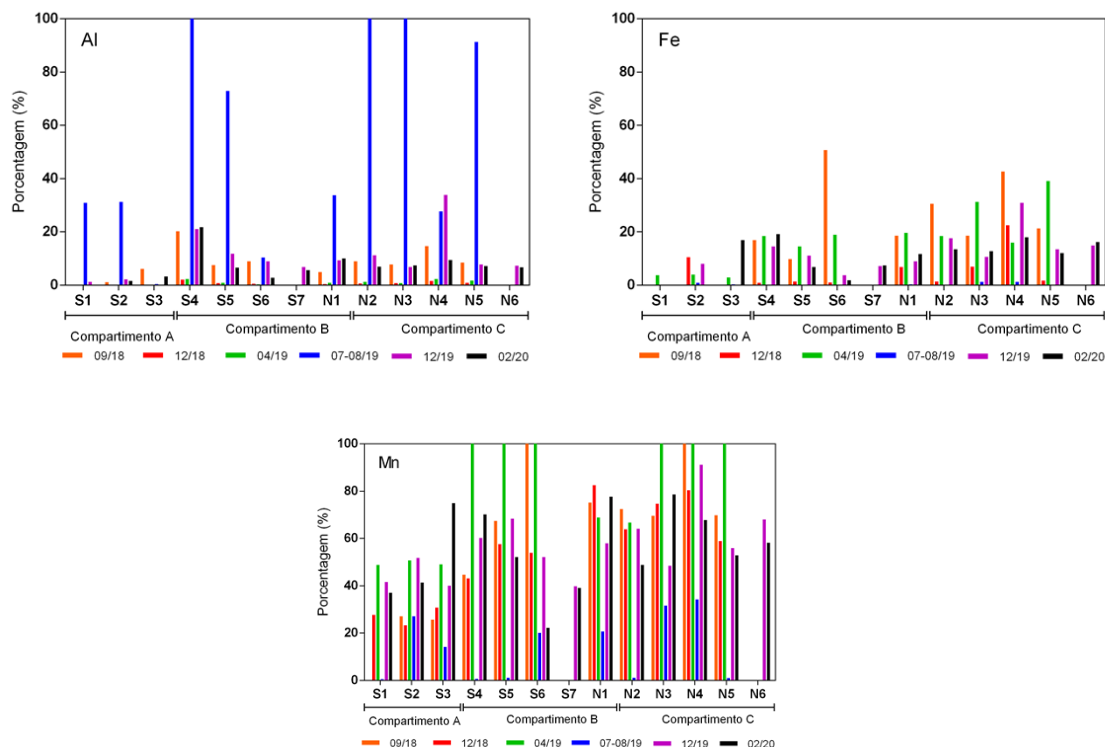 Al
Porcentagem (%)
100
80
60
40
20
0
S1 S2 S3 S4 S5 S6 S7 N1 N2 N3 N4 N5 N6
Compartimento A Compartimento B Compartimento C
09/18 12/18 04/19 07-08/19 12/19 02/20
Fe
Porcentagem (%)
100
80
60
40
20
0
S1 S2 S3 S4 S5 S6 S7 N1 N2 N3 N4 N5 N6
Compartimento A Compartimento B Compartimento C
09/18 12/18 04/19 07-08/19 12/19 02/20
Mn
Porcentagem (%)
100
80
60
40
20
0
S1 S2 S3 S4 S5 S6 S7 N1 N2 N3 N4 N5 N6
Compartimento A Compartimento B Compartimento C
09/18 12/18 04/19 07-08/19 12/19 02/20